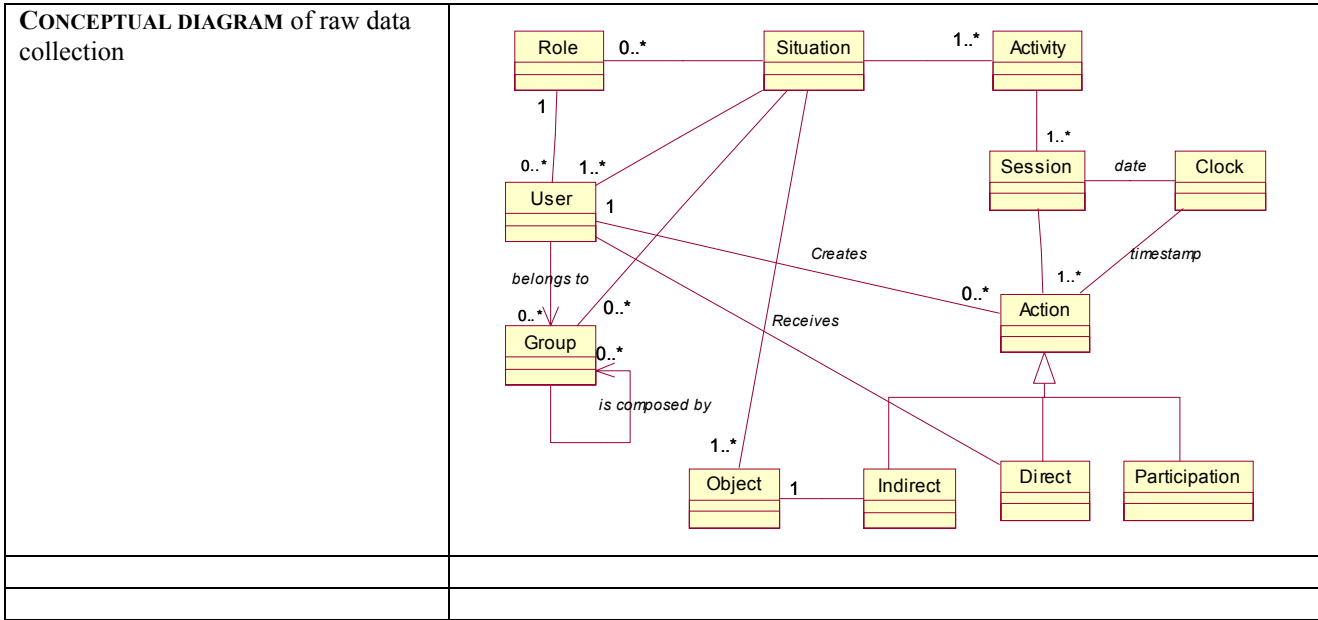 CONCEPTUAL DIAGRAM of raw data
collection
Role
0..*
Situation
1..*
Activity
1
0..*
1..*
1..*
Session
date
Clock
User
1
Creates
timestamp
belongs to
0..*
1..*
Action
0..*
0..*
Receives
Group
0..*
is composed by
1..*
Object
1
Indirect
Direct
Participation